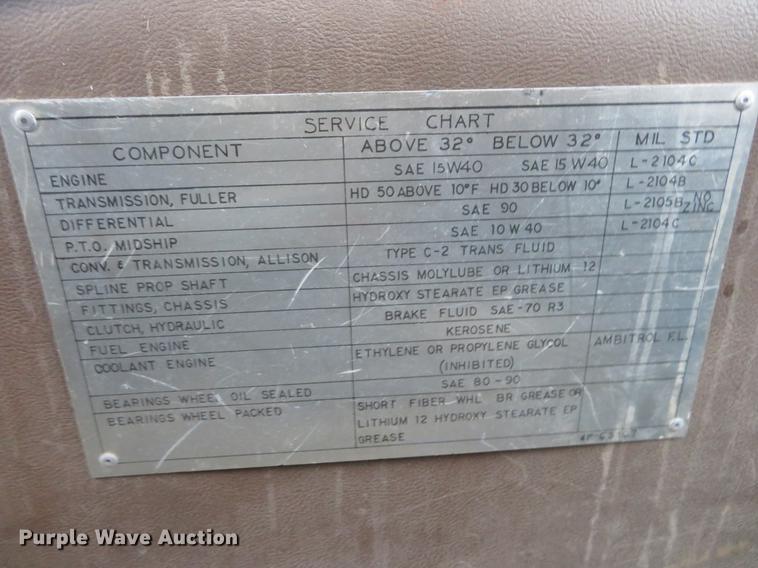 SERVICE CHART
COMPONENT ABOVE 32° BELOW 32° MIL STD
ENGINE SAE 15W40 SAE 15W40 L-2104C
TRANSMISSION, FULLER HD 50 ABOVE 10°F HD 30 BELOW 10° L-2104B
DIFFERENTIAL SAE 90 L-2105B NO ZINC
P.T.O. MIDSHIP SAE 10W40 L-2104C
CONV. & TRANSMISSION, ALLISON TYPE C-2 TRANS FLUID
SPLINE PROP SHAFT CHASSIS MOLYLUBE OR LITHIUM 12
FITTINGS, CHASSIS HYDROXY STEARATE EP GREASE
CLUTCH, HYDRAULIC BRAKE FLUID SAE-70 R3
FUEL ENGINE KEROSENE
COOLANT ENGINE ETHYLENE OR PROPYLENE GLYCOL AMBITROL F.L.
(INHIBITED)
BEARINGS WHEEL OIL SEALED SAE 80-90
BEARINGS WHEEL PACKED SHORT FIBER WHL BR GREASE OR
LITHIUM 12 HYDROXY STEARATE EP
GREASE
Purple Wave Auction